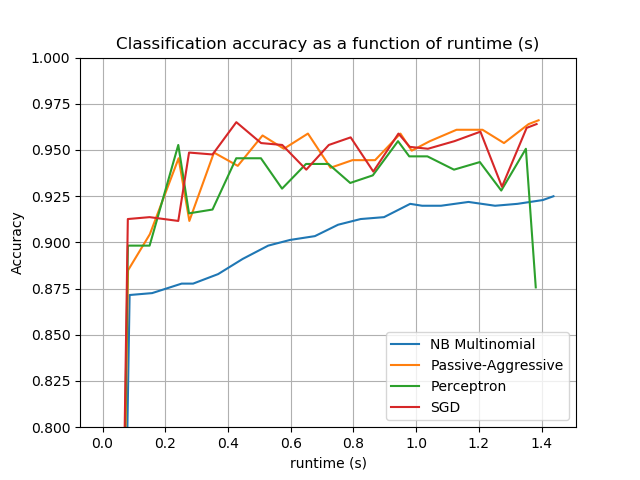 Classification accuracy as a function of runtime (s)
1.000
0.975
0.950
0.925
0.900
0.875
0.850
0.825
0.800
Accuracy
NB Multinomial
Passive-Aggressive
Perceptron
SGD
0.0 0.2 0.4 0.6 0.8 1.0 1.2 1.4
runtime (s)